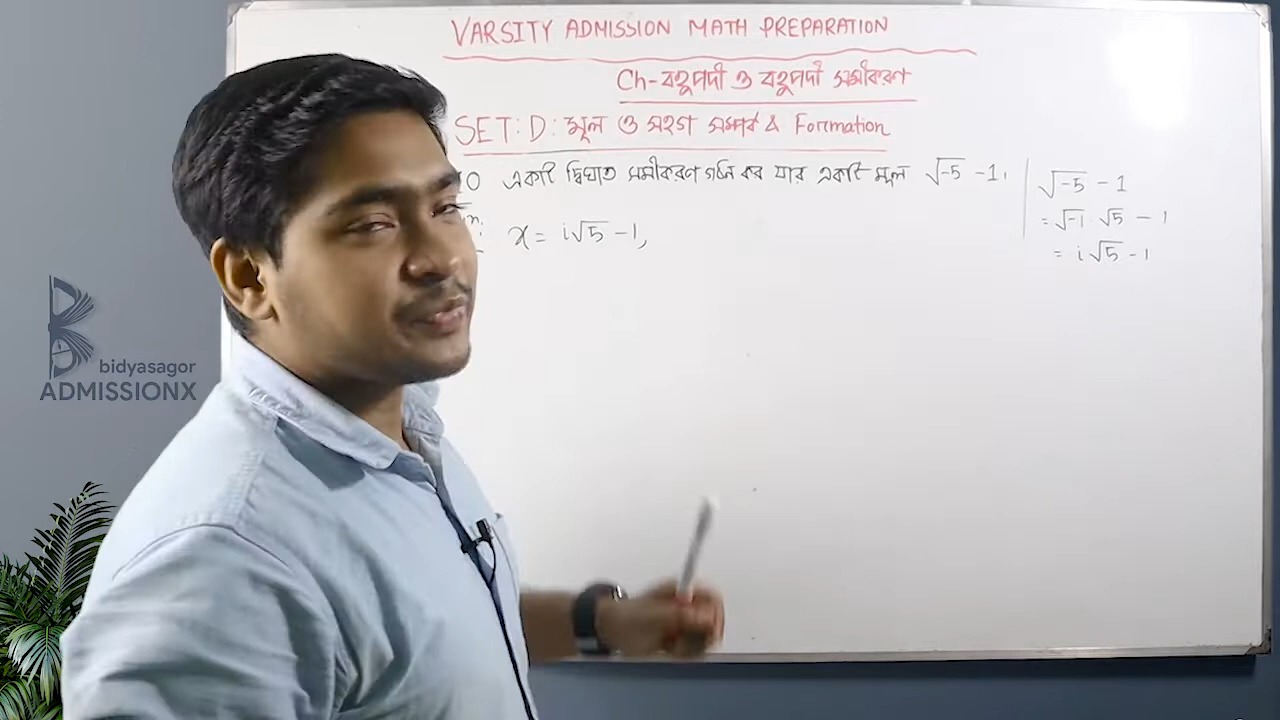 VARSITY ADMISSION MATH PREPARATION
Ch-বহুপদী ও বহুপদী সমীকরণ
SET: D: মূল ও সহগ সম্পর্ক & Formation
একটি দ্বিঘাত সমীকরণ গঠন কর যার একটি মূল √-5 - 1.
x = i√5 - 1,
√-5 - 1
= √-1 . √5 - 1
= i√5 - 1
bidyasagor
ADMISSIONX